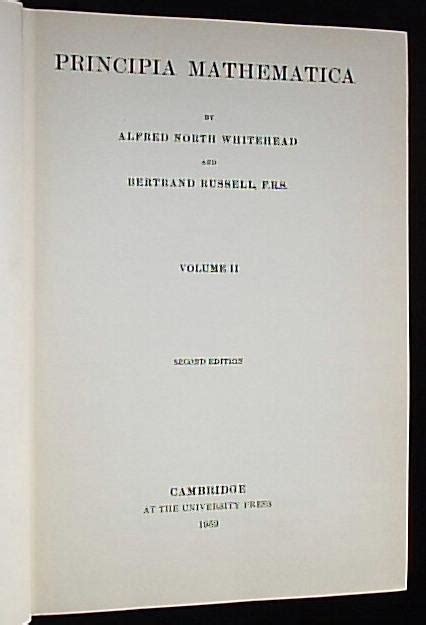 PRINCIPIA MATHEMATICA
BY
ALFRED NORTH WHITEHEAD
AND
BERTRAND RUSSELL, F.R.S.
VOLUME II
SECOND EDITION
CAMBRIDGE
AT THE UNIVERSITY PRESS